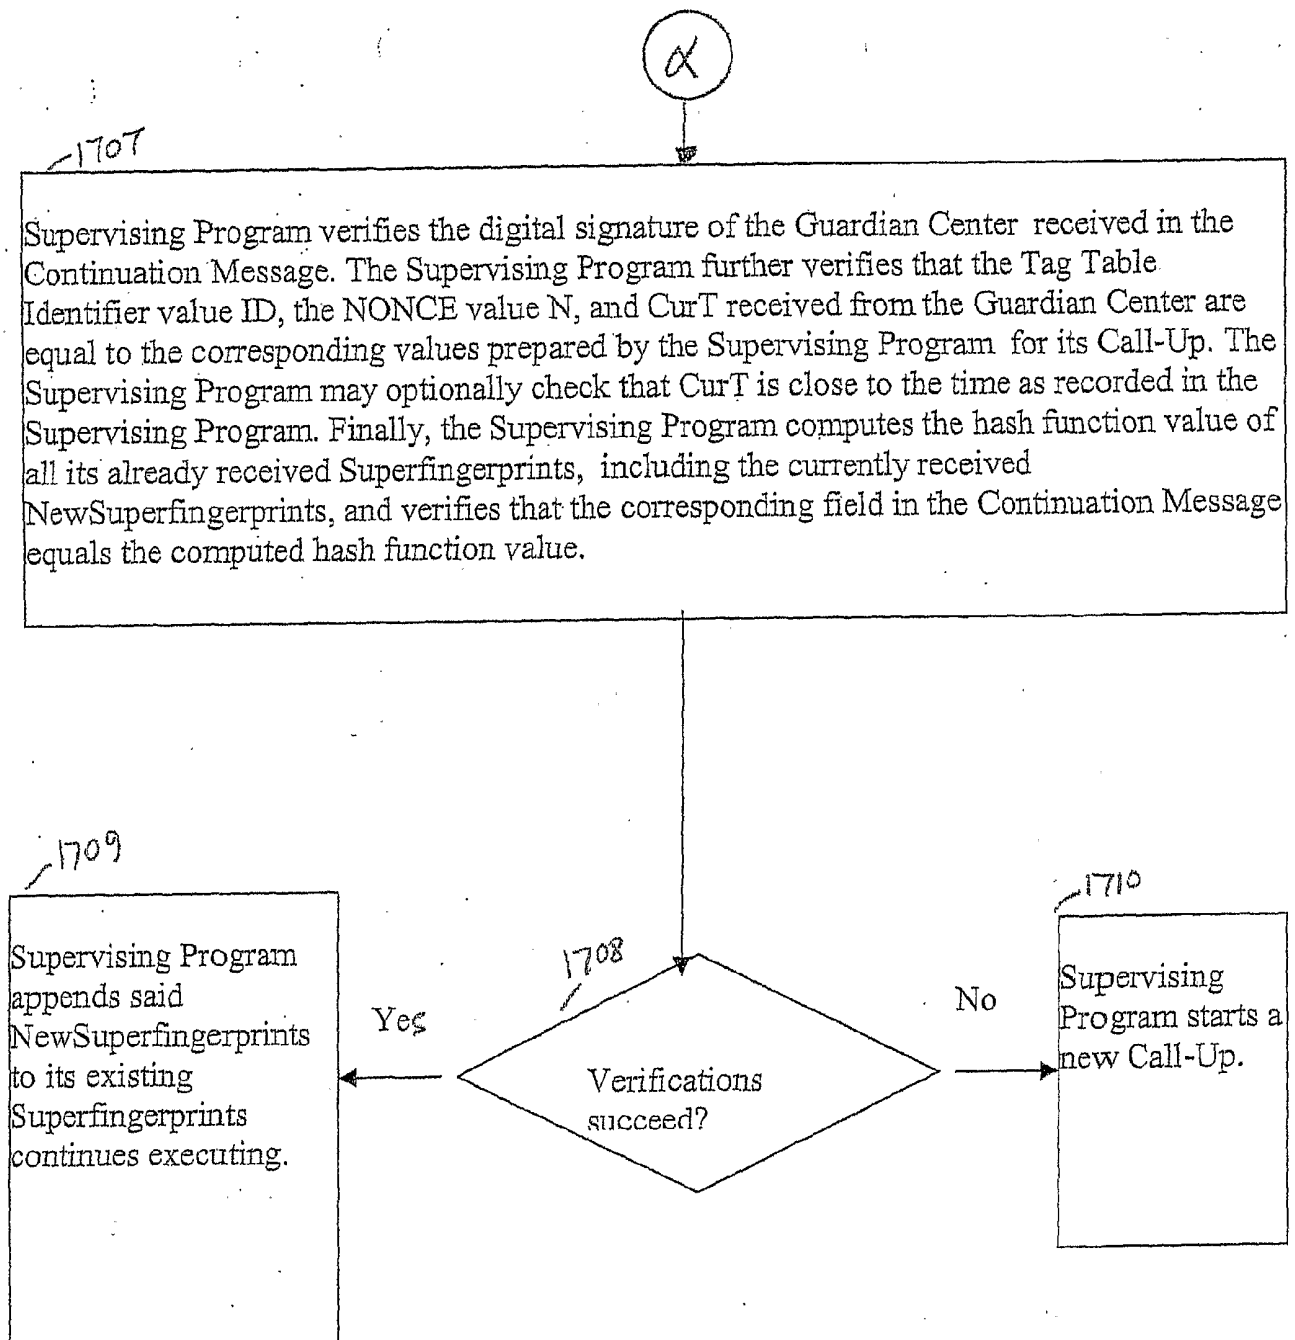 α
1707
Supervising Program verifies the digital signature of the Guardian Center received in the
Continuation Message. The Supervising Program further verifies that the Tag Table
Identifier value ID, the NONCE value N, and CurT received from the Guardian Center are
equal to the corresponding values prepared by the Supervising Program for its Call-Up. The
Supervising Program may optionally check that CurT is close to the time as recorded in the
Supervising Program. Finally, the Supervising Program computes the hash function value of
all its already received Superfingerprints, including the currently received
NewSuperfingerprints, and verifies that the corresponding field in the Continuation Message
equals the computed hash function value.
1709
Supervising Program
appends said
NewSuperfingerprints
to its existing
Superfingerprints
continues executing.
Yes
1708
Verifications
succeed?
No
1710
Supervising
Program starts a
new Call-Up.